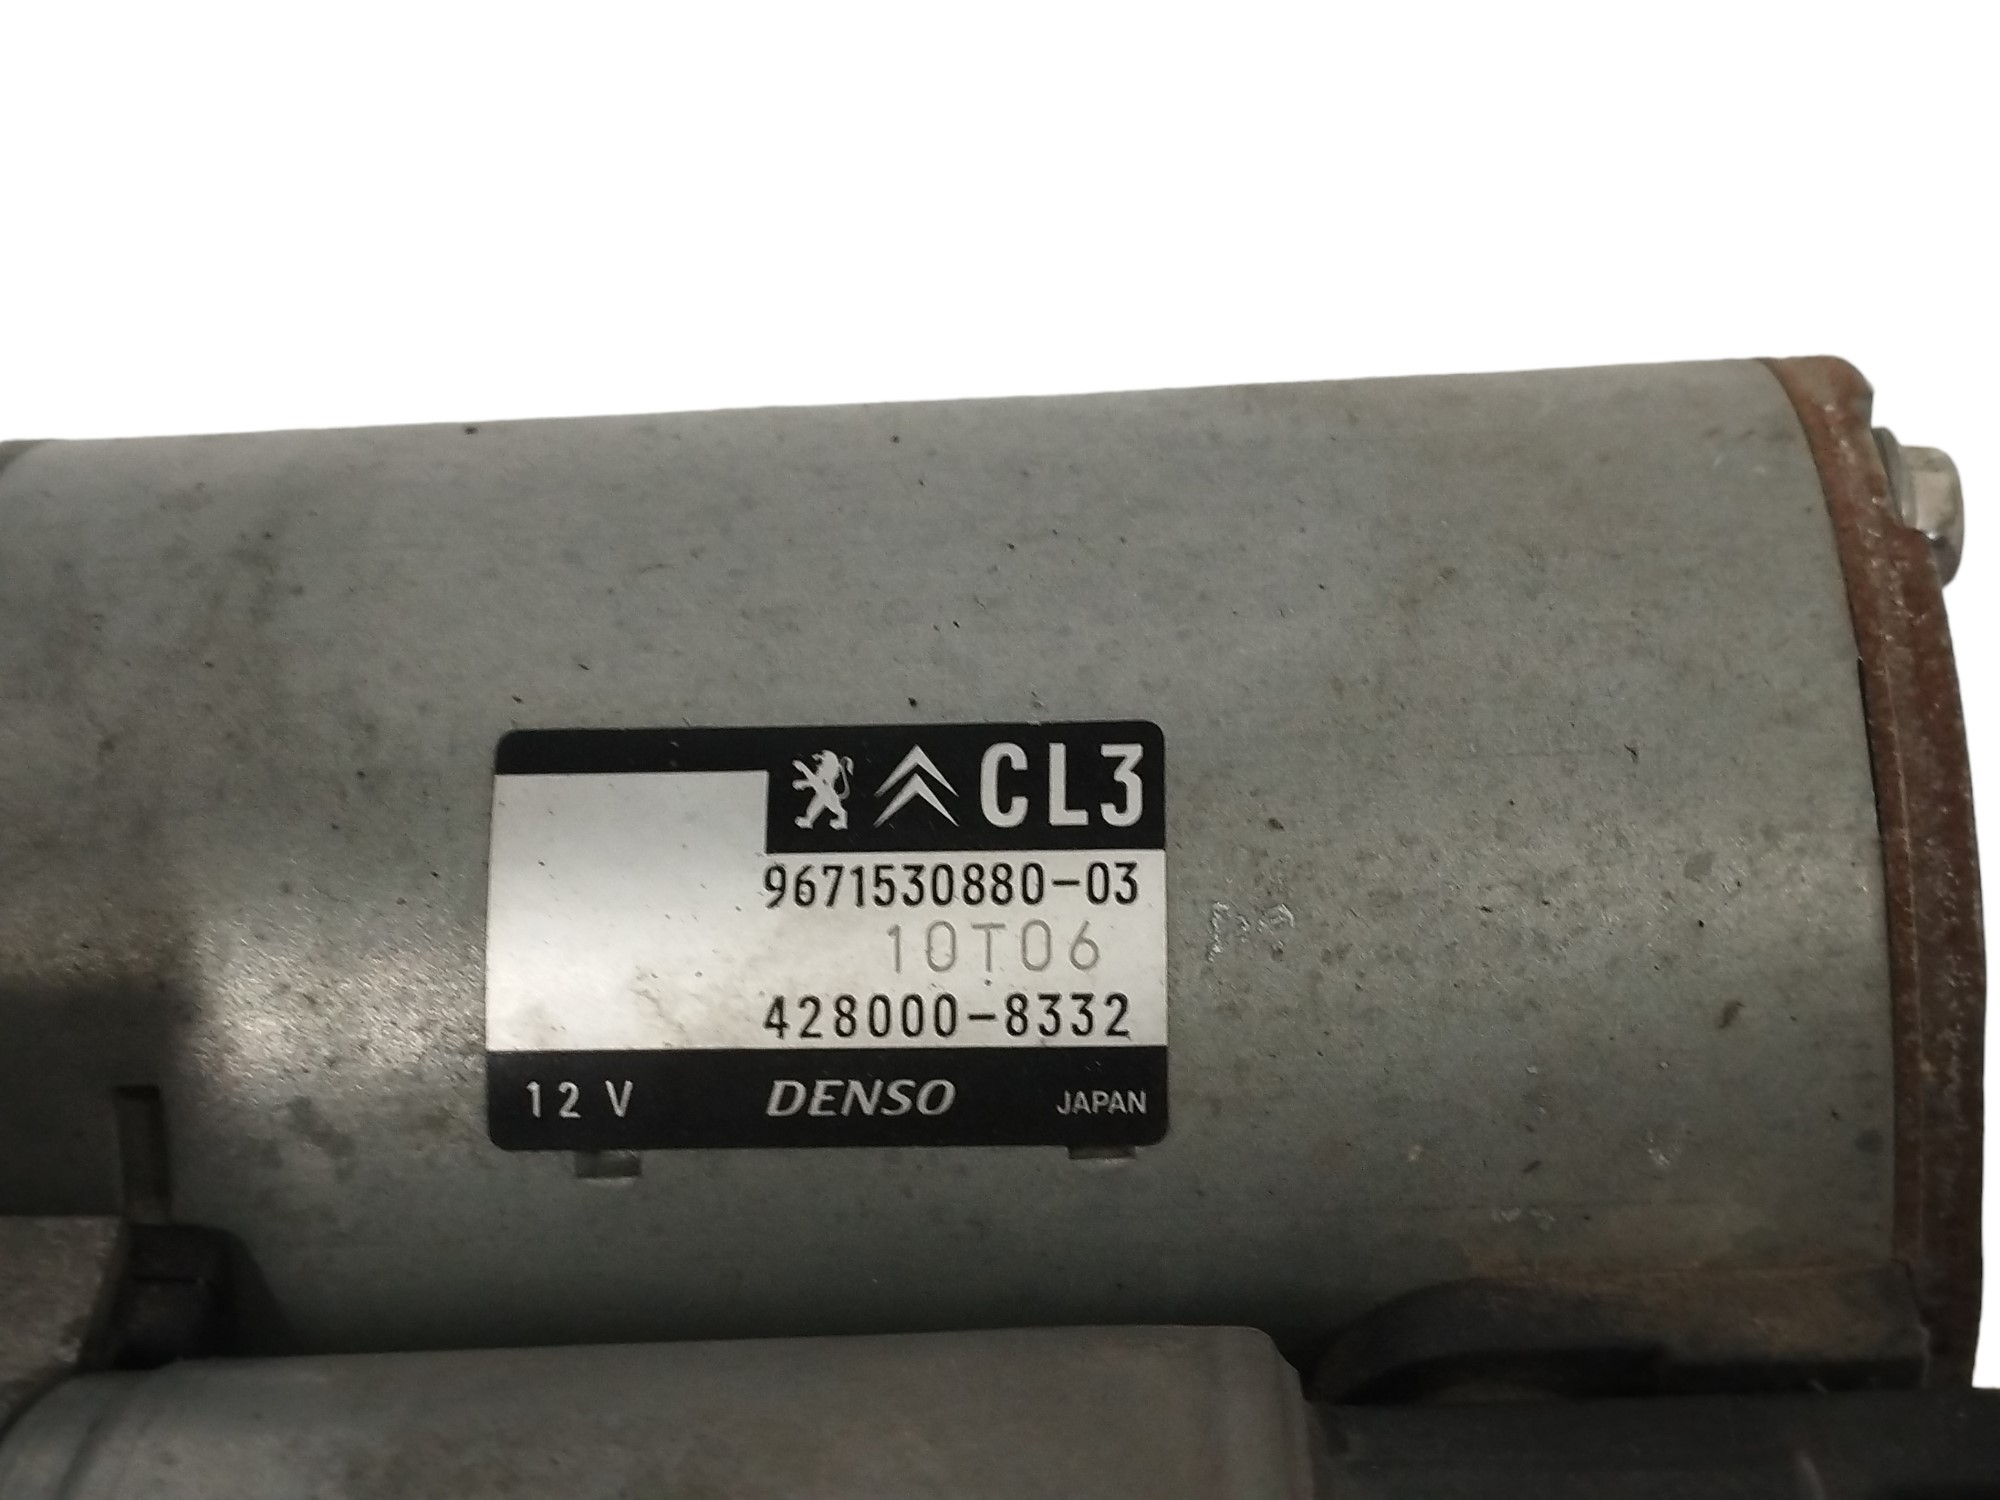 CL3
9671530880-03
10T06
428000-8332
12 V DENSO JAPAN